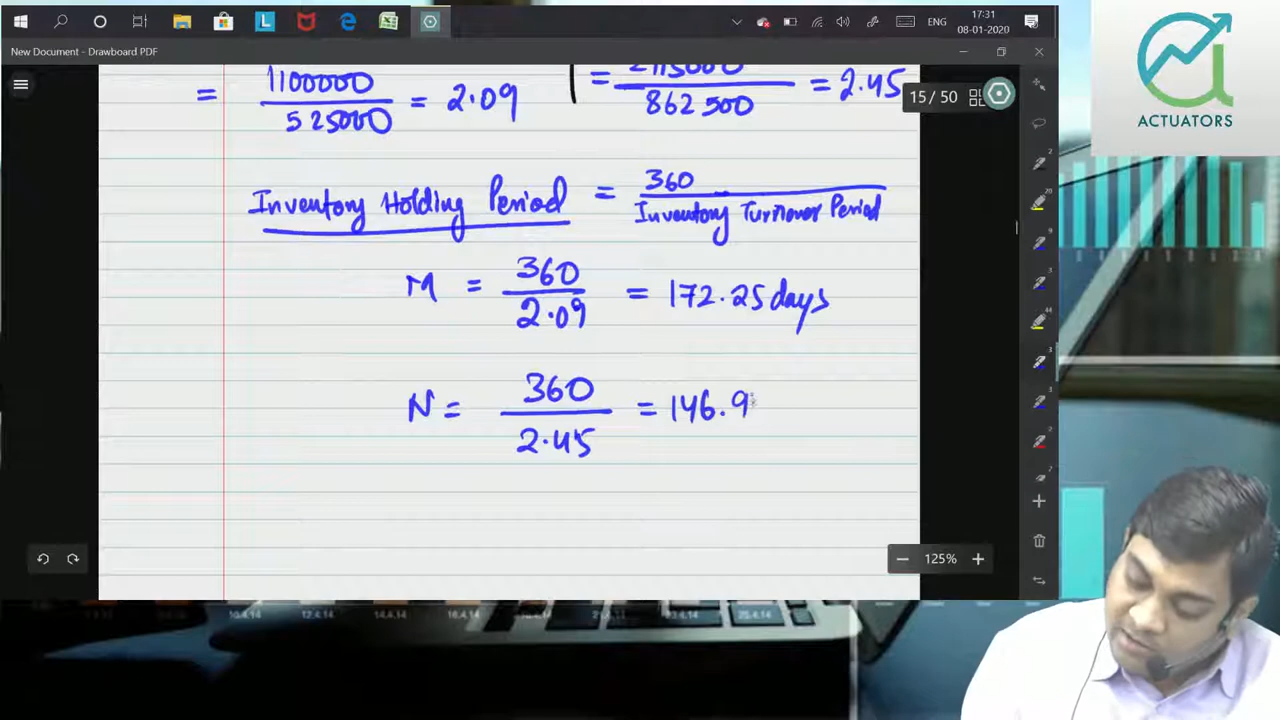 17:31
ENG
08-01-2020
New Document - Drawboard PDF
15 / 50
ACTUATORS
= 1100000 / 525000 = 2.09
= 2115000 / 862500 = 2.45
Inventory Holding Period = 360 / Inventory Turnover Period
M = 360 / 2.09 = 172.25 days
N = 360 / 2.45 = 146.9
125%